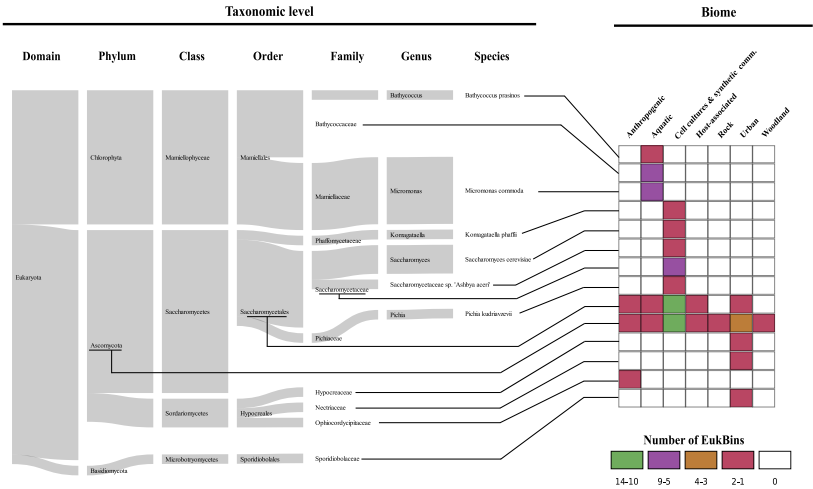 Taxonomic level
Biome
Domain
Phylum
Class
Order
Family
Genus
Species
Anthropogenic
Aquatic
Cell cultures & synthetic comm.
Host-associated
Rock
Urban
Woodland
Bathycoccus
Bathycoccus prasinos
Bathycoccaceae
Chlorophyta
Mamiellophyceae
Mamiellales
Mamiellaceae
Micromonas
Micromonas commoda
Komagataella
Komagataella phaffii
Phaffomycetaceae
Saccharomyces
Saccharomyces cerevisiae
Eukaryota
Saccharomycetaceae sp. 'Ashbya aceri'
Saccharomycetaceae
Saccharomycetes
Saccharomycetales
Pichia
Pichia kudriavzevii
Pichiaceae
Ascomycota
Hypocreaceae
Nectriaceae
Sordariomycetes
Hypocreales
Ophiocordycipitaceae
Microbotryomycetes
Sporidiobolales
Sporidiobolaceae
Basidiomycota
Number of EukBins
14-10
9-5
4-3
2-1
0